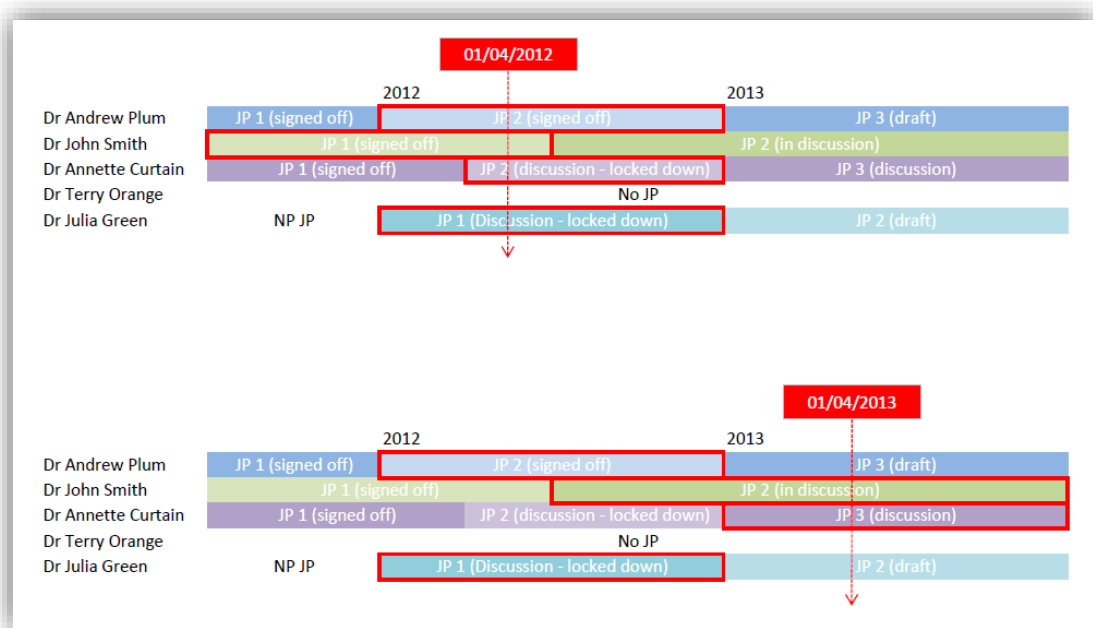 01/04/2012
2012 2013
Dr Andrew Plum JP 1 (signed off) JP 2 (signed off) JP 3 (draft)
Dr John Smith JP 1 (signed off) JP 2 (in discussion)
Dr Annette Curtain JP 1 (signed off) JP 2 (discussion - locked down) JP 3 (discussion)
Dr Terry Orange No JP
Dr Julia Green NP JP JP 1 (Discussion - locked down) JP 2 (draft)
01/04/2013
2012 2013
Dr Andrew Plum JP 1 (signed off) JP 2 (signed off) JP 3 (draft)
Dr John Smith JP 1 (signed off) JP 2 (in discussion)
Dr Annette Curtain JP 1 (signed off) JP 2 (discussion - locked down) JP 3 (discussion)
Dr Terry Orange No JP
Dr Julia Green NP JP JP 1 (Discussion - locked down) JP 2 (draft)